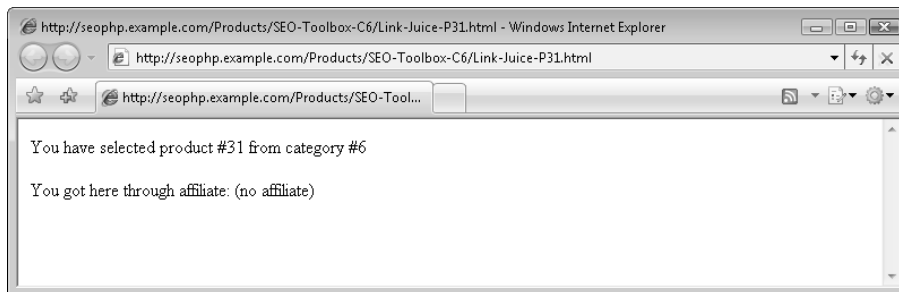 http://seophp.example.com/Products/SEO-Toolbox-C6/Link-Juice-P31.html - Windows Internet Explorer
http://seophp.example.com/Products/SEO-Toolbox-C6/Link-Juice-P31.html
http://seophp.example.com/Products/SEO-Tool...
You have selected product #31 from category #6
You got here through affiliate: (no affiliate)